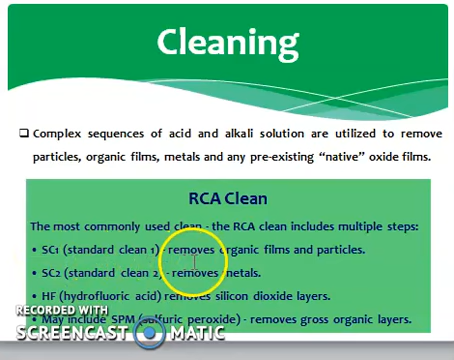 Cleaning
❑ Complex sequences of acid and alkali solution are utilized to remove
particles, organic films, metals and any pre-existing “native” oxide films.
RCA Clean
The most commonly used clean - the RCA clean includes multiple steps:
• SC1 (standard clean 1) - removes organic films and particles.
• SC2 (standard clean 2) - removes metals.
• HF (hydrofluoric acid) removes silicon dioxide layers.
• May include SPM (sulfuric peroxide) - removes gross organic layers.
RECORDED WITH
SCREENCAST MATIC